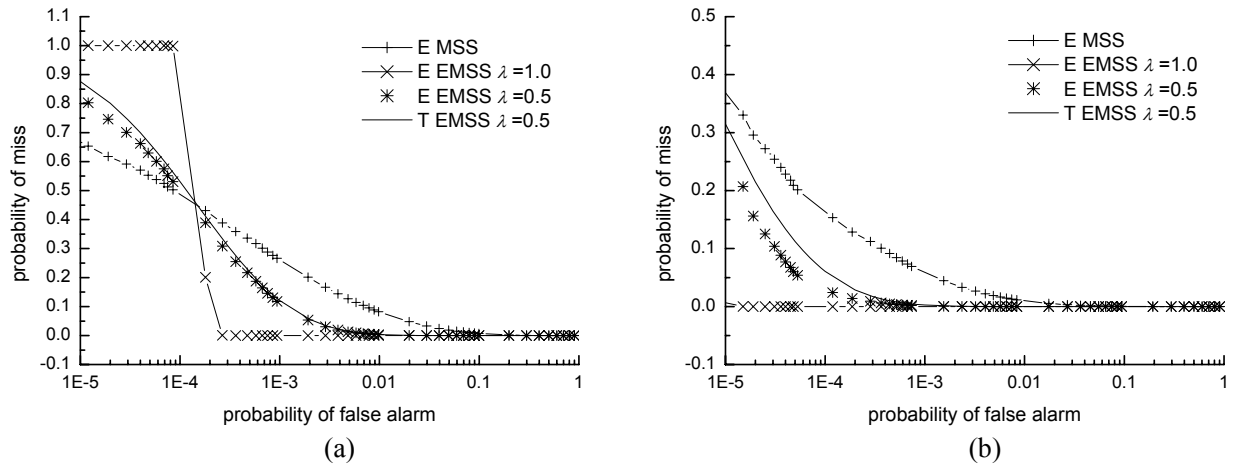 1.1
1.0
0.9
0.8
0.7
0.6
0.5
0.4
0.3
0.2
0.1
0.0
-0.1
probability of miss
1E-5 1E-4 1E-3 0.01 0.1 1
probability of false alarm
E MSS
E EMSS λ =1.0
E EMSS λ =0.5
T EMSS λ =0.5
(a)
0.5
0.4
0.3
0.2
0.1
0.0
-0.1
probability of miss
1E-5 1E-4 1E-3 0.01 0.1 1
probability of false alarm
E MSS
E EMSS λ =1.0
E EMSS λ =0.5
T EMSS λ =0.5
(b)